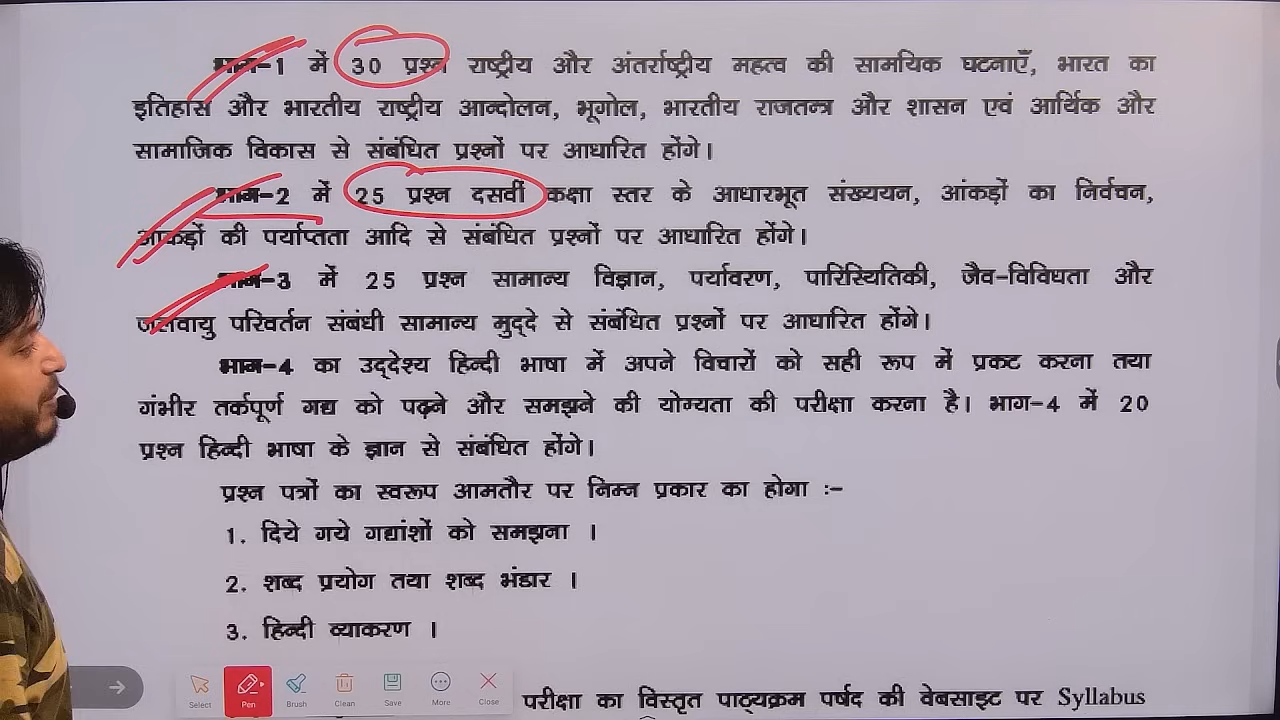 भाग-1 में 30 प्रश्न राष्ट्रीय और अंतर्राष्ट्रीय महत्व की सामयिक घटनाएँ, भारत का
इतिहास और भारतीय राष्ट्रीय आन्दोलन, भूगोल, भारतीय राजतन्त्र और शासन एवं आर्थिक और
सामाजिक विकास से संबंधित प्रश्नों पर आधारित होंगे।
भाग-2 में 25 प्रश्न दसवीं कक्षा स्तर के आधारभूत संख्ययन, आंकड़ों का निर्वचन,
आंकड़ों की पर्याप्तता आदि से संबंधित प्रश्नों पर आधारित होंगे।
भाग-3 में 25 प्रश्न सामान्य विज्ञान, पर्यावरण, पारिस्थितिकी, जैव-विविधता और
जलवायु परिवर्तन संबंधी सामान्य मुद्दे से संबंधित प्रश्नों पर आधारित होंगे।
भाग-4 का उद्देश्य हिन्दी भाषा में अपने विचारों को सही रूप में प्रकट करना तथा
गंभीर तर्कपूर्ण गद्य को पढ़ने और समझने की योग्यता की परीक्षा करना है। भाग-4 में 20
प्रश्न हिन्दी भाषा के ज्ञान से संबंधित होंगे।
प्रश्न पत्रों का स्वरूप आमतौर पर निम्न प्रकार का होगा :-
1. दिये गये गद्यांशों को समझना ।
2. शब्द प्रयोग तथा शब्द भंडार ।
3. हिन्दी व्याकरण ।
Select Pen Brush Clean Save More Close
परीक्षा का विस्तृत पाठ्यक्रम पर्षद की वेबसाइट पर Syllabus